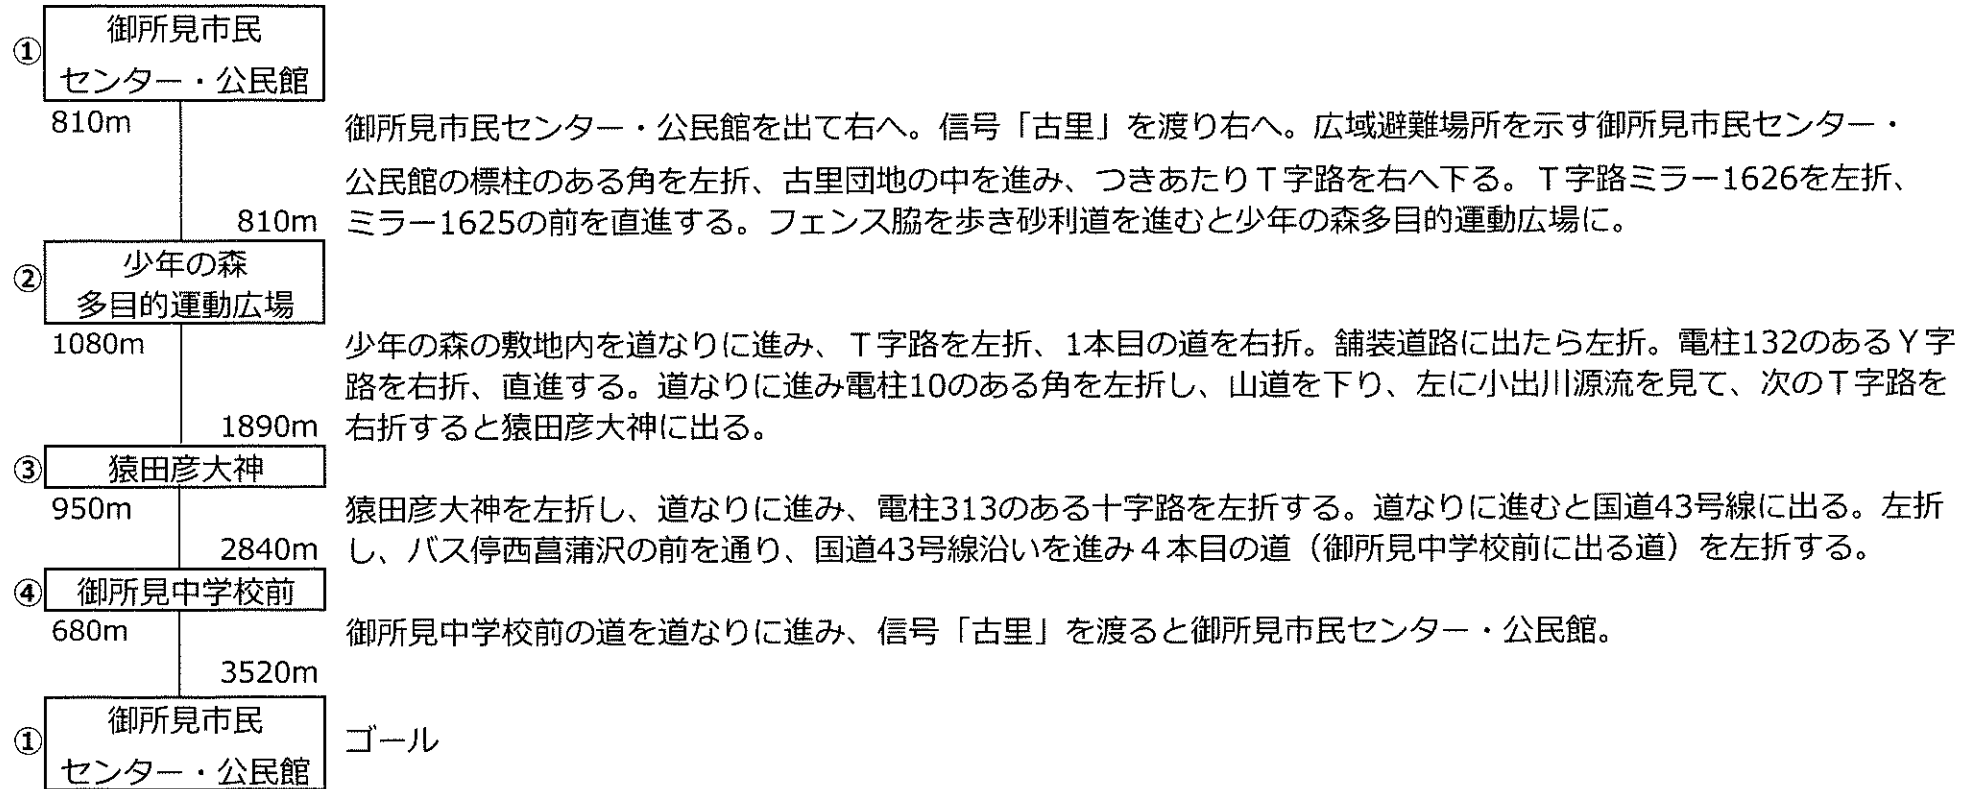 ①
御所見市民
センター・公民館
810m
御所見市民センター・公民館を出て右へ。信号「古里」を渡り右へ。広域避難場所を示す御所見市民センター・
公民館の標柱のある角を左折、古里団地の中を進み、つきあたりT字路を右へ下る。T字路ミラー1626を左折、
810m
ミラー1625の前を直進する。フェンス脇を歩き砂利道を進むと少年の森多目的運動広場に。
②
少年の森
多目的運動広場
1080m
少年の森の敷地内を道なりに進み、T字路を左折、1本目の道を右折。舗装道路に出たら左折。電柱132のあるY字
路を右折、直進する。道なりに進み電柱10のある角を左折し、山道を下り、左に小出川源流を見て、次のT字路を
1890m
右折すると猿田彦大神に出る。
③
猿田彦大神
950m
猿田彦大神を左折し、道なりに進み、電柱313のある十字路を左折する。道なりに進むと国道43号線に出る。左折
2840m
し、バス停西菖蒲沢の前を通り、国道43号線沿いを進み４本目の道（御所見中学校前に出る道）を左折する。
④
御所見中学校前
680m
御所見中学校前の道を道なりに進み、信号「古里」を渡ると御所見市民センター・公民館。
3520m
①
御所見市民
センター・公民館
ゴール